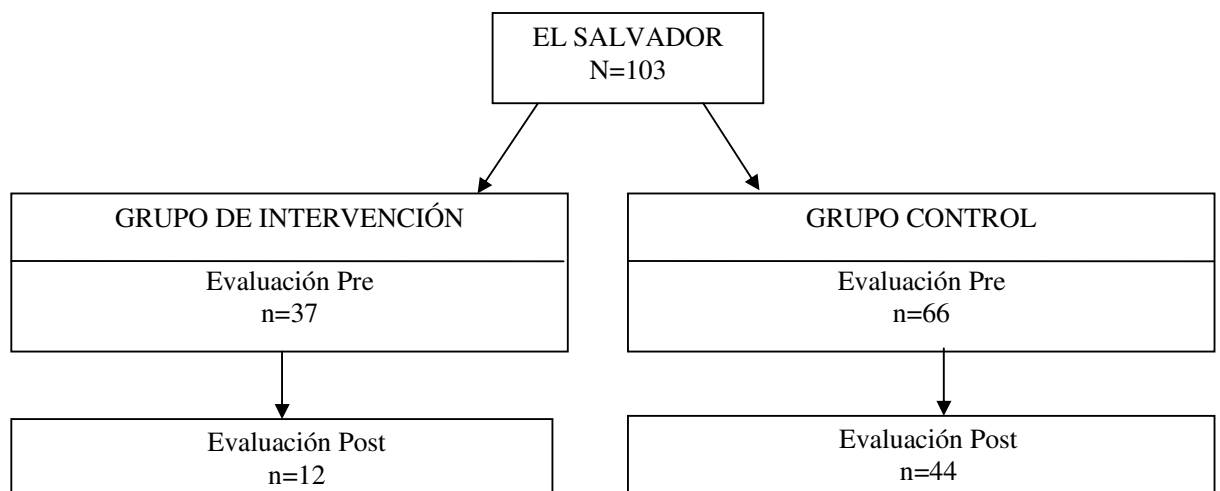 EL SALVADOR
N=103
GRUPO DE INTERVENCIÓN
Evaluación Pre
n=37
GRUPO CONTROL
Evaluación Pre
n=66
Evaluación Post
n=12
Evaluación Post
n=44